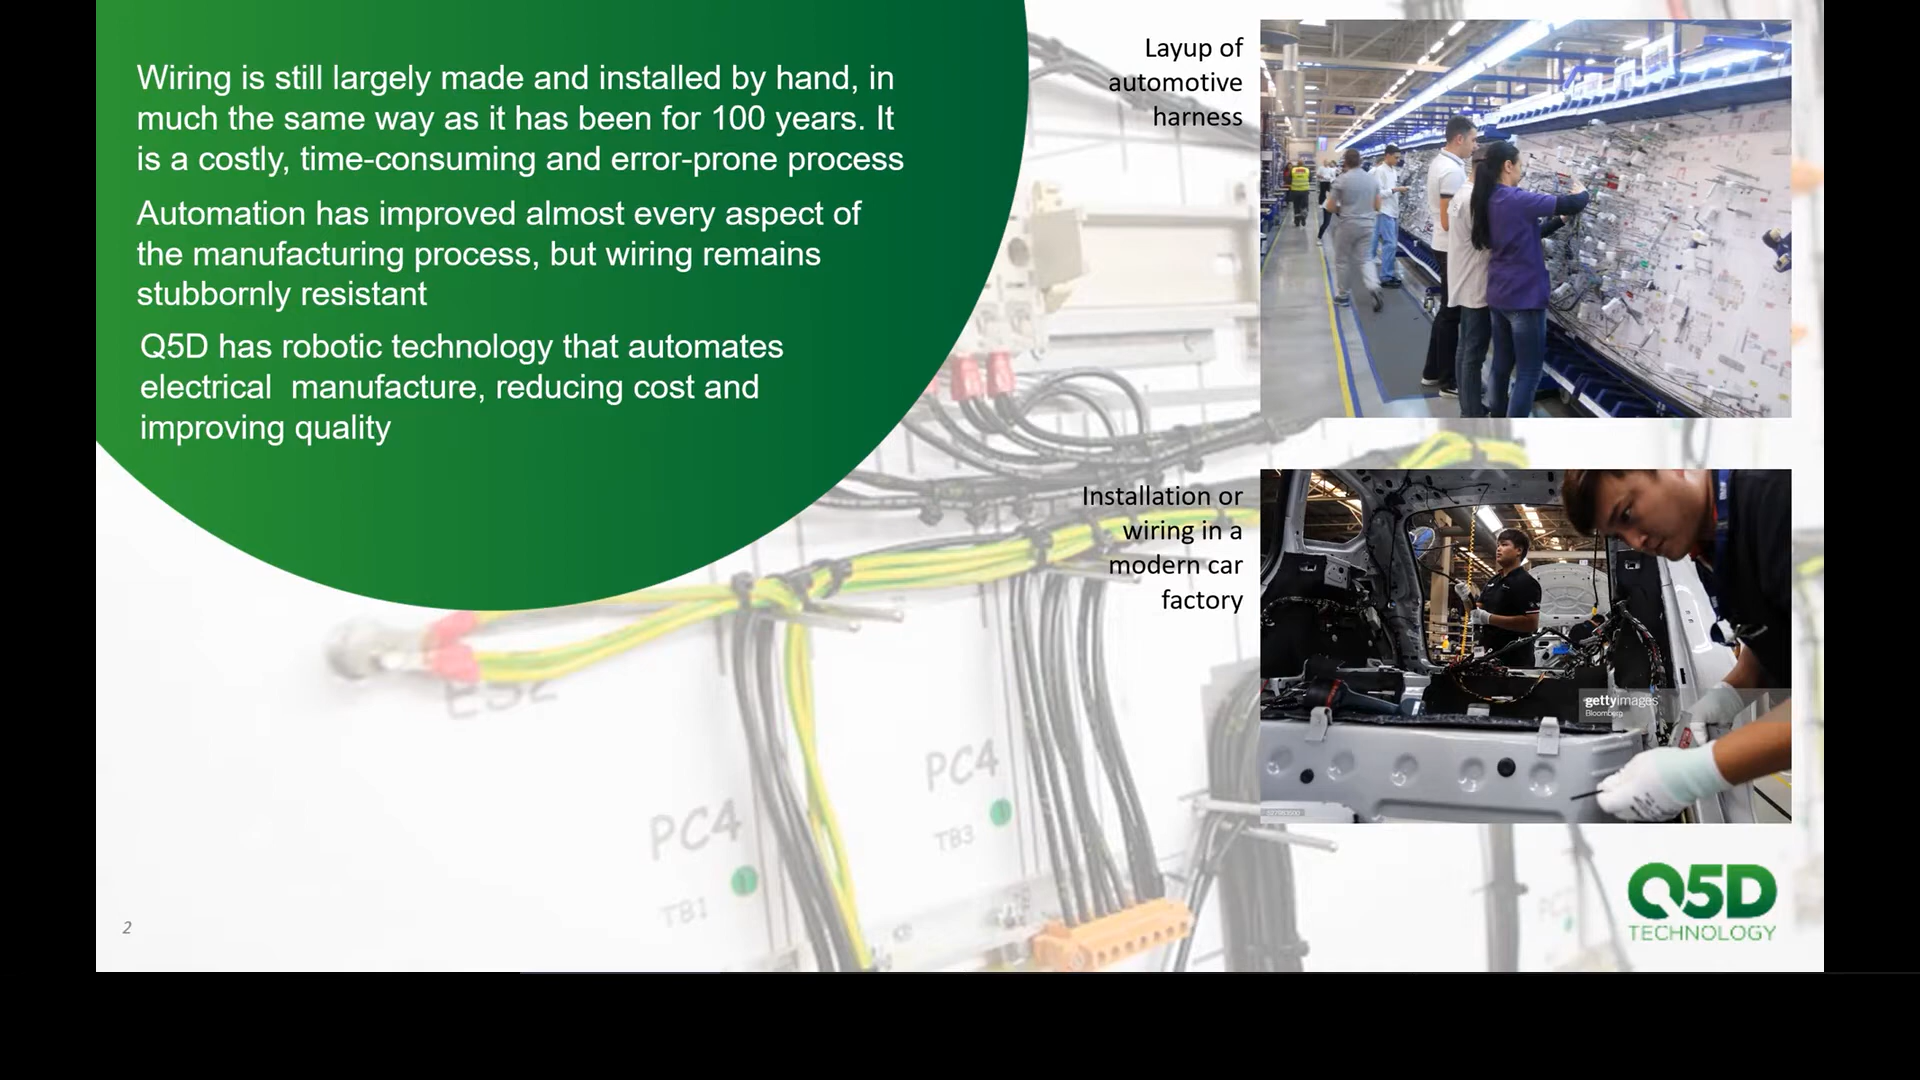 Wiring is still largely made and installed by hand, in
much the same way as it has been for 100 years. It
is a costly, time-consuming and error-prone process
Automation has improved almost every aspect of
the manufacturing process, but wiring remains
stubbornly resistant
Q5D has robotic technology that automates
electrical  manufacture, reducing cost and
improving quality
Layup of
automotive
harness
Installation or
wiring in a
modern car
factory
gettyimages
Bloomberg
ES2
PC4
TB3
PC4
TB1
2
Q5D
TECHNOLOGY